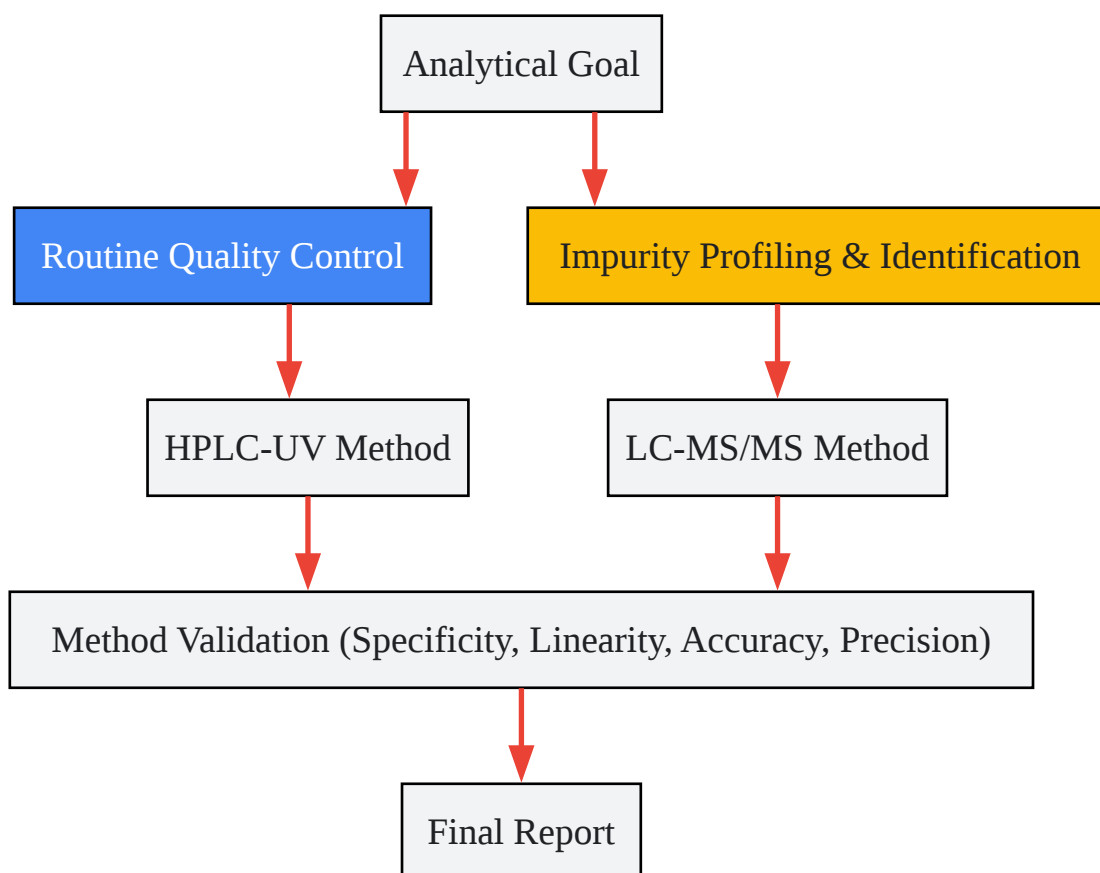 Analytical Goal
Routine Quality Control
Impurity Profiling & Identification
HPLC-UV Method
LC-MS/MS Method
Method Validation (Specificity, Linearity, Accuracy, Precision)
Final Report